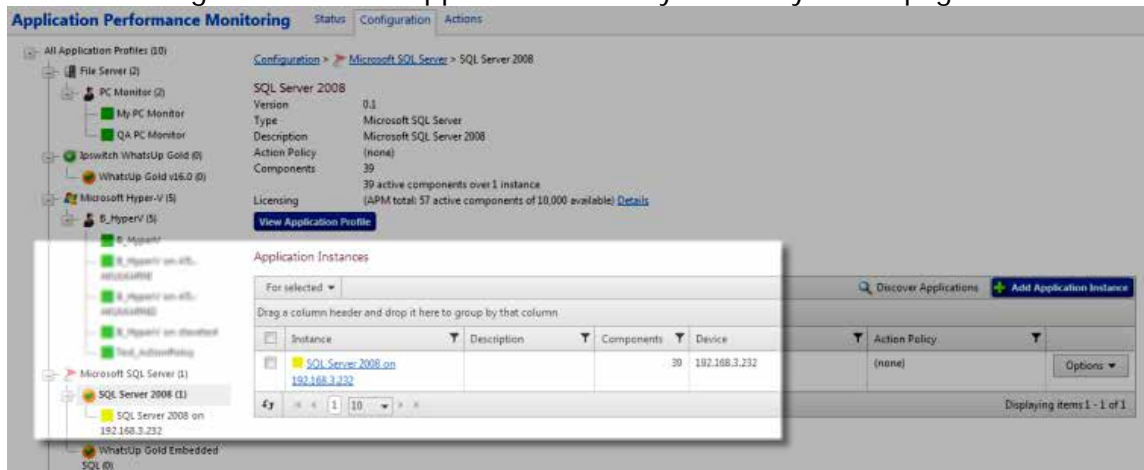 Application Performance Monitoring Status Configuration Actions
All Application Profiles (10)
File Server (2)
PC Monitor (2)
My PC Monitor
QA PC Monitor
Ipswitch WhatsUp Gold (0)
WhatsUp Gold v16.0 (0)
Microsoft Hyper-V (5)
B_HyperV (5)
B_HyperV
Test_ActionPolicy
Microsoft SQL Server (1)
SQL Server 2008 (1)
SQL Server 2008 on
192.168.3.232
WhatsUp Gold Embedded
SQL (0)
Configuration > Microsoft SQL Server > SQL Server 2008
SQL Server 2008
Version 0.1
Type Microsoft SQL Server
Description Microsoft SQL Server 2008
Action Policy (none)
Components 39
39 active components over 1 instance
Licensing (APM total: 57 active components of 10,000 available) Details
View Application Profile
Application Instances
For selected Discover Applications Add Application Instance
Drag a column header and drop it here to group by that column
Instance Description Components Device Action Policy
SQL Server 2008 on 39 192.168.3.232 (none) Options
192.168.3.232
1 10 Displaying items 1 - 1 of 1